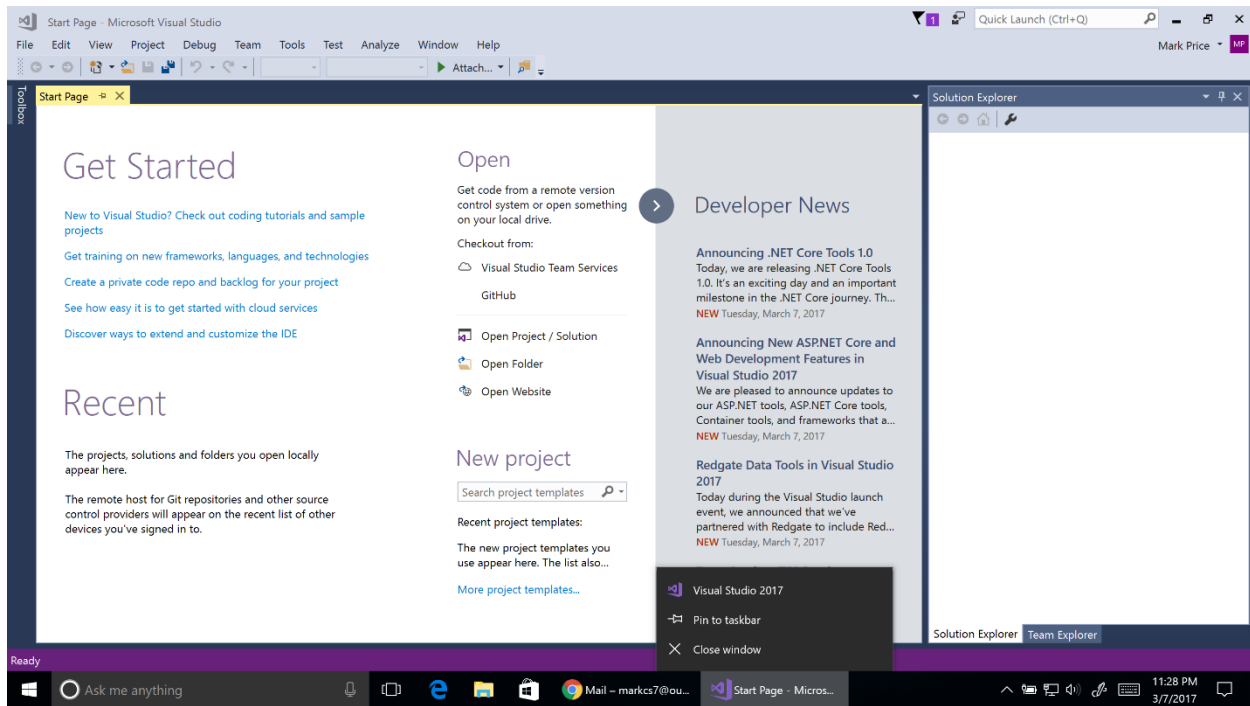 Start Page - Microsoft Visual Studio
1
Quick Launch (Ctrl+Q)
File Edit View Project Debug Team Tools Test Analyze Window Help
Mark Price
MP
Attach...
Toolbox
Start Page
Get Started
New to Visual Studio? Check out coding tutorials and sample
projects
Get training on new frameworks, languages, and technologies
Create a private code repo and backlog for your project
See how easy it is to get started with cloud services
Discover ways to extend and customize the IDE
Recent
The projects, solutions and folders you open locally
appear here.
The remote host for Git repositories and other source
control providers will appear on the recent list of other
devices you've signed in to.
Open
Get code from a remote version
control system or open something
on your local drive.
Checkout from:
Visual Studio Team Services
GitHub
Open Project / Solution
Open Folder
Open Website
New project
Search project templates
Recent project templates:
The new project templates you
use appear here. The list also...
More project templates...
Developer News
Announcing .NET Core Tools 1.0
Today, we are releasing .NET Core Tools
1.0. It's an exciting day and an important
milestone in the .NET Core journey. Th...
NEW Tuesday, March 7, 2017
Announcing New ASP.NET Core and
Web Development Features in
Visual Studio 2017
We are pleased to announce updates to
our ASP.NET tools, ASP.NET Core tools,
Container tools, and frameworks that a...
NEW Tuesday, March 7, 2017
Redgate Data Tools in Visual Studio
2017
Today during the Visual Studio launch
event, we announced that we've
partnered with Redgate to include Red...
NEW Tuesday, March 7, 2017
Visual Studio 2017
Pin to taskbar
Close window
Solution Explorer
Solution Explorer Team Explorer
Ready
Ask me anything
Mail – markcs7@ou...
Start Page - Micros...
11:28 PM
3/7/2017